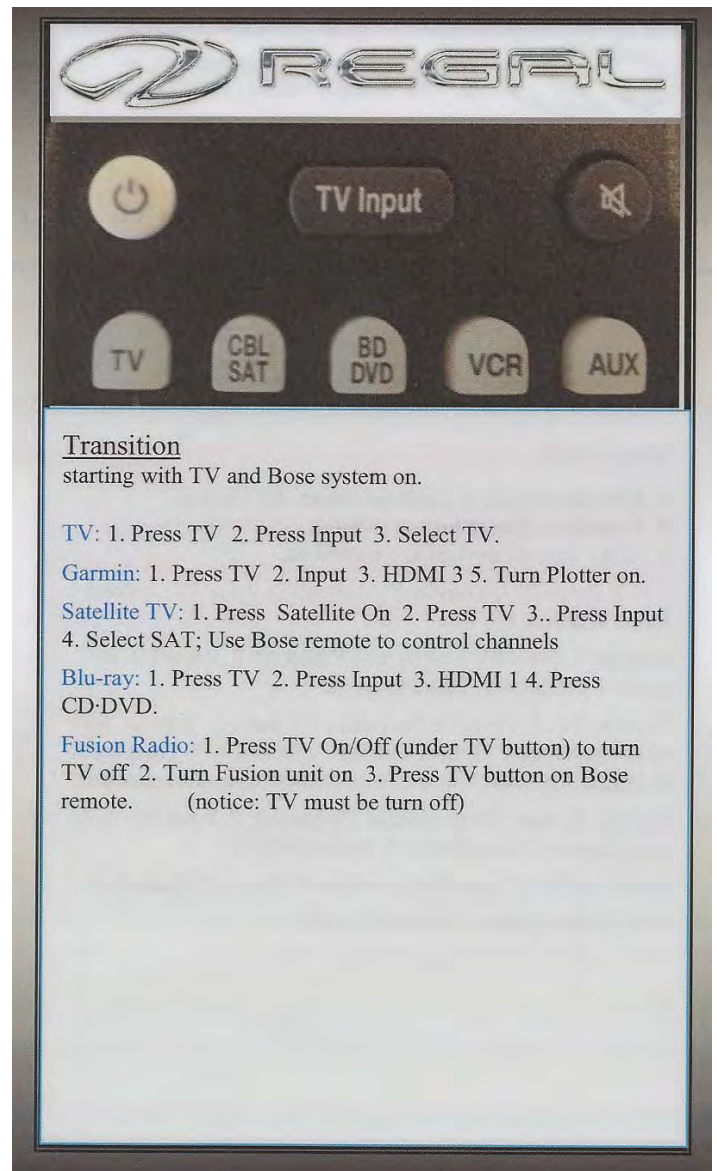 REGAL
TV Input
TV
CBL
SAT
BD
DVD
VCR
AUX
Transition
starting with TV and Bose system on.
TV: 1. Press TV 2. Press Input 3. Select TV.
Garmin: 1. Press TV 2. Input 3. HDMI 3 5. Turn Plotter on.
Satellite TV: 1. Press Satellite On 2. Press TV 3.. Press Input
4. Select SAT; Use Bose remote to control channels
Blu-ray: 1. Press TV 2. Press Input 3. HDMI 1 4. Press
CD·DVD.
Fusion Radio: 1. Press TV On/Off (under TV button) to turn
TV off 2. Turn Fusion unit on 3. Press TV button on Bose
remote. (notice: TV must be turn off)